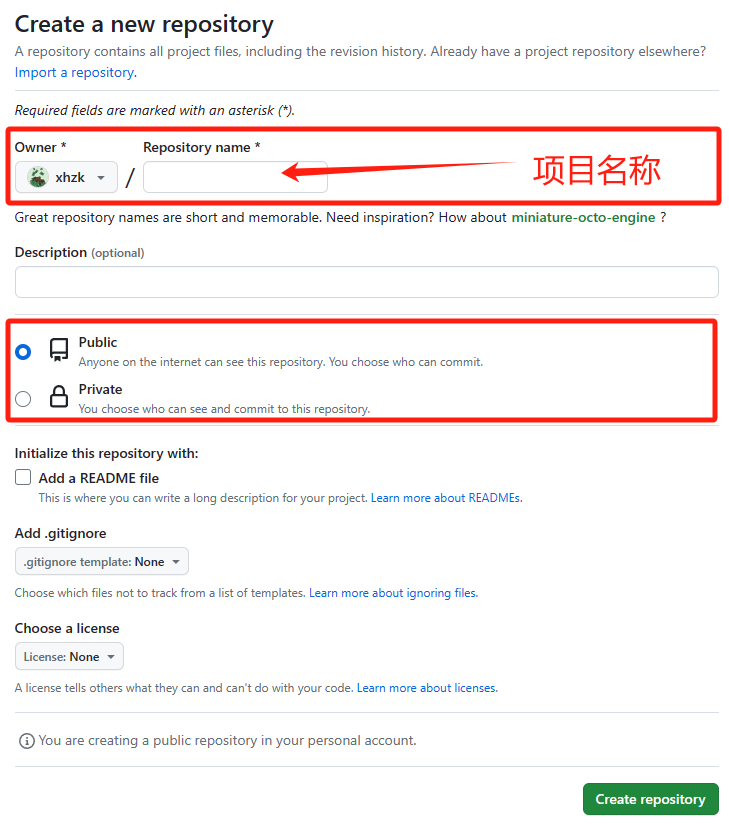 Create a new repository
A repository contains all project files, including the revision history. Already have a project repository elsewhere?
Import a repository.
Required fields are marked with an asterisk (*).
Owner * Repository name *
xhzk / 项目名称
Great repository names are short and memorable. Need inspiration? How about miniature-octo-engine ?
Description (optional)
Public
Anyone on the internet can see this repository. You choose who can commit.
Private
You choose who can see and commit to this repository.
Initialize this repository with:
Add a README file
This is where you can write a long description for your project. Learn more about READMEs.
Add .gitignore
.gitignore template: None
Choose which files not to track from a list of templates. Learn more about ignoring files.
Choose a license
License: None
A license tells others what they can and can't do with your code. Learn more about licenses.
You are creating a public repository in your personal account.
Create repository